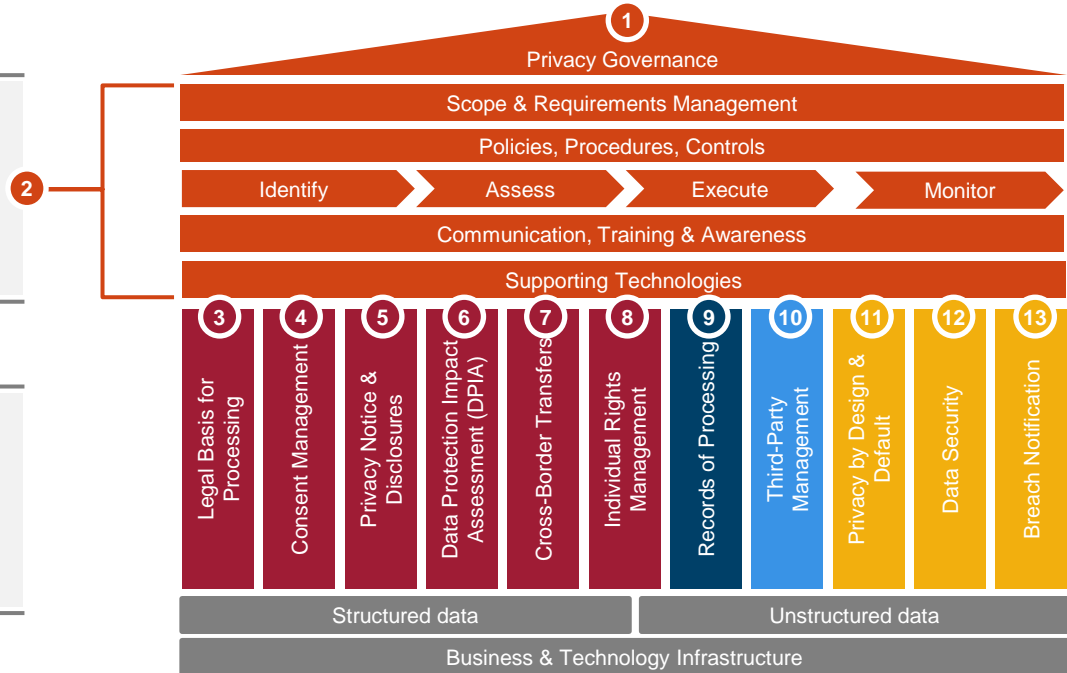 1
Privacy Governance
Scope & Requirements Management
Policies, Procedures, Controls
2
Identify
Assess
Execute
Monitor
Communication, Training & Awareness
Supporting Technologies
3
Legal Basis for
Processing
4
Consent Management
5
Privacy Notice &
Disclosures
6
Data Protection Impact
Assessment (DPIA)
7
Cross-Border Transfers
8
Individual Rights
Management
9
Records of Processing
10
Third-Party
Management
11
Privacy by Design &
Default
12
Data Security
13
Breach Notification
Structured data
Unstructured data
Business & Technology Infrastructure